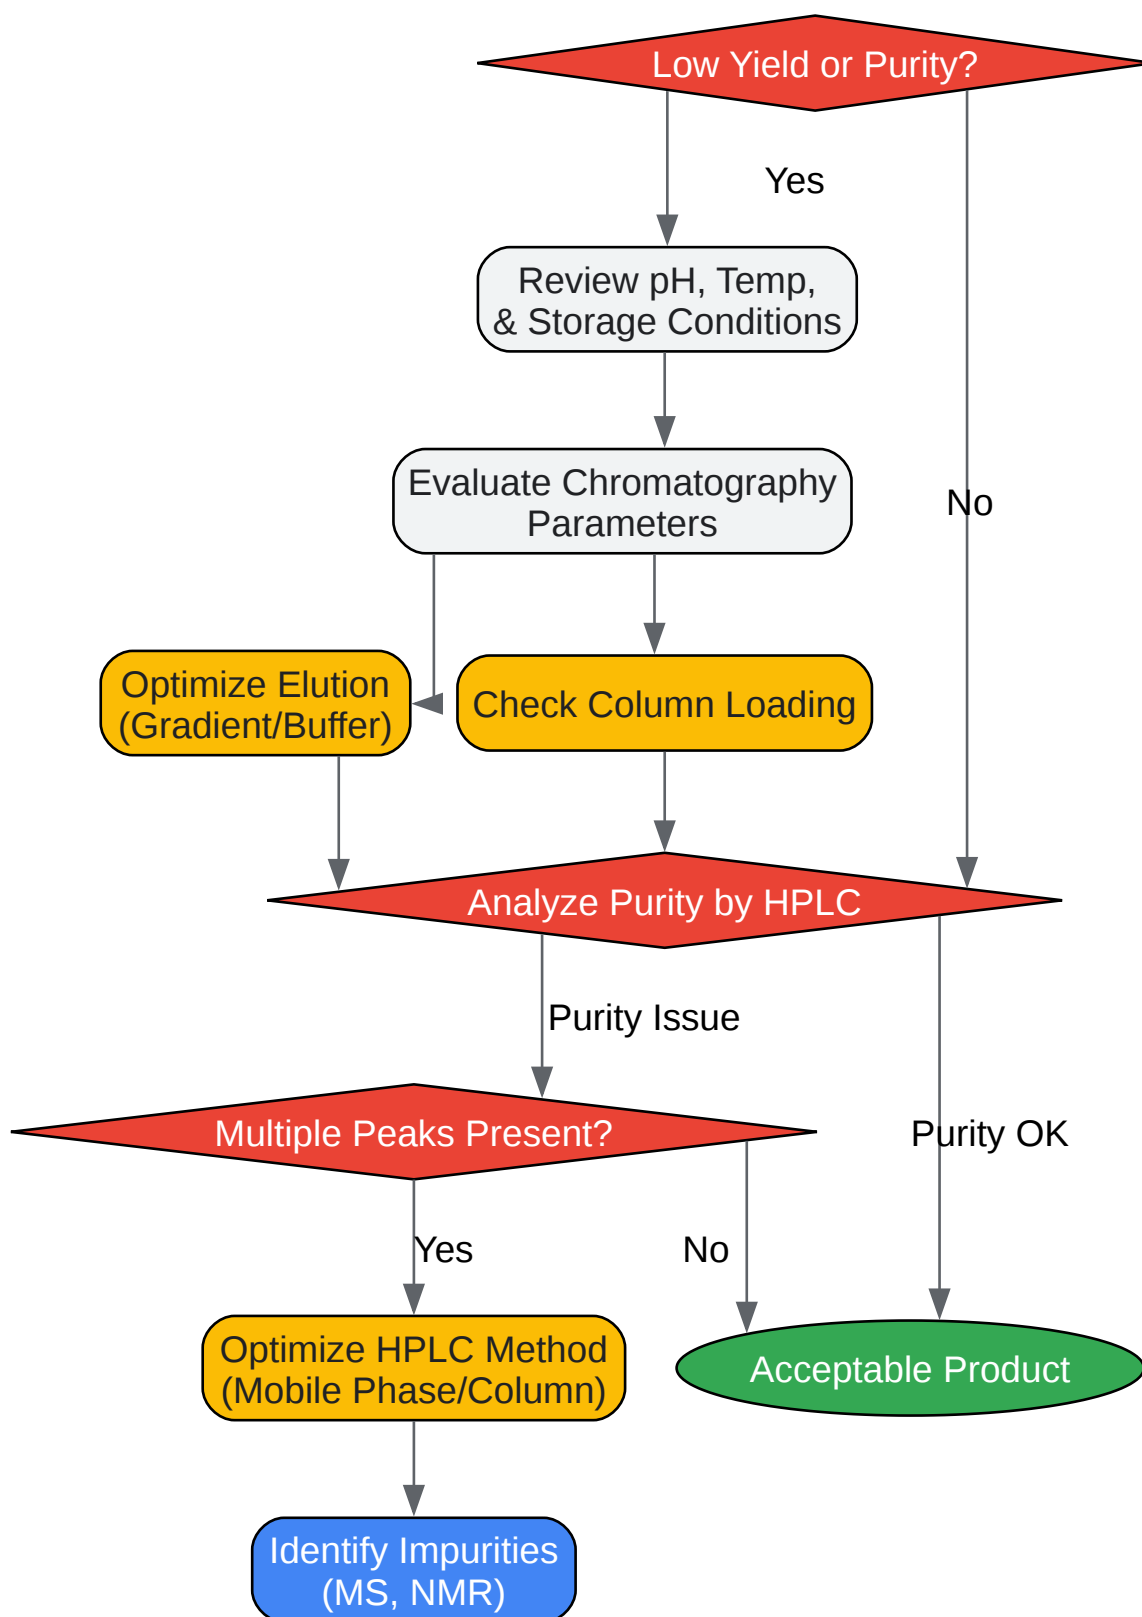 Low Yield or Purity?
Yes
Review pH, Temp,
& Storage Conditions
Evaluate Chromatography
Parameters
No
Optimize Elution
(Gradient/Buffer)
Check Column Loading
Analyze Purity by HPLC
Purity Issue
Multiple Peaks Present?
Purity OK
Yes
No
Optimize HPLC Method
(Mobile Phase/Column)
Acceptable Product
Identify Impurities
(MS, NMR)